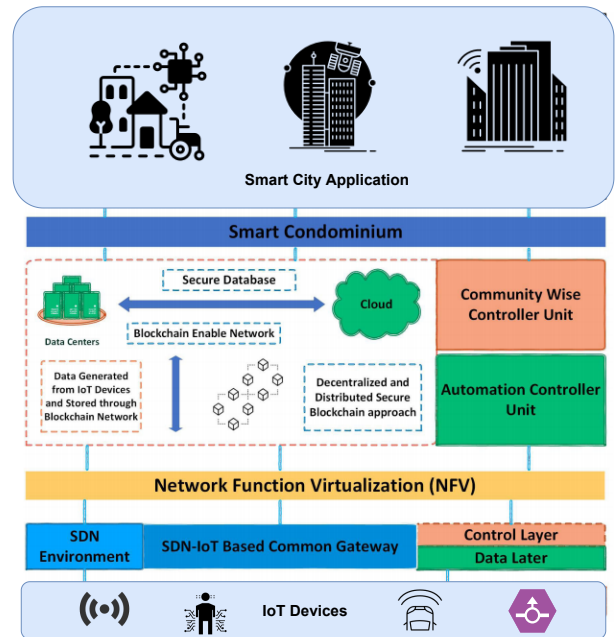 Smart City Application
Smart Condominium
Secure Database
Data Centers
Cloud
Blockchain Enable Network
Data Generated
from IoT Devices
and Stored through
Blockchain Network
Decentralized and
Distributed Secure
Blockchain approach
Community Wise
Controller Unit
Automation Controller
Unit
Network Function Virtualization (NFV)
SDN
Environment
SDN-IoT Based Common Gateway
Control Layer
Data Later
IoT Devices